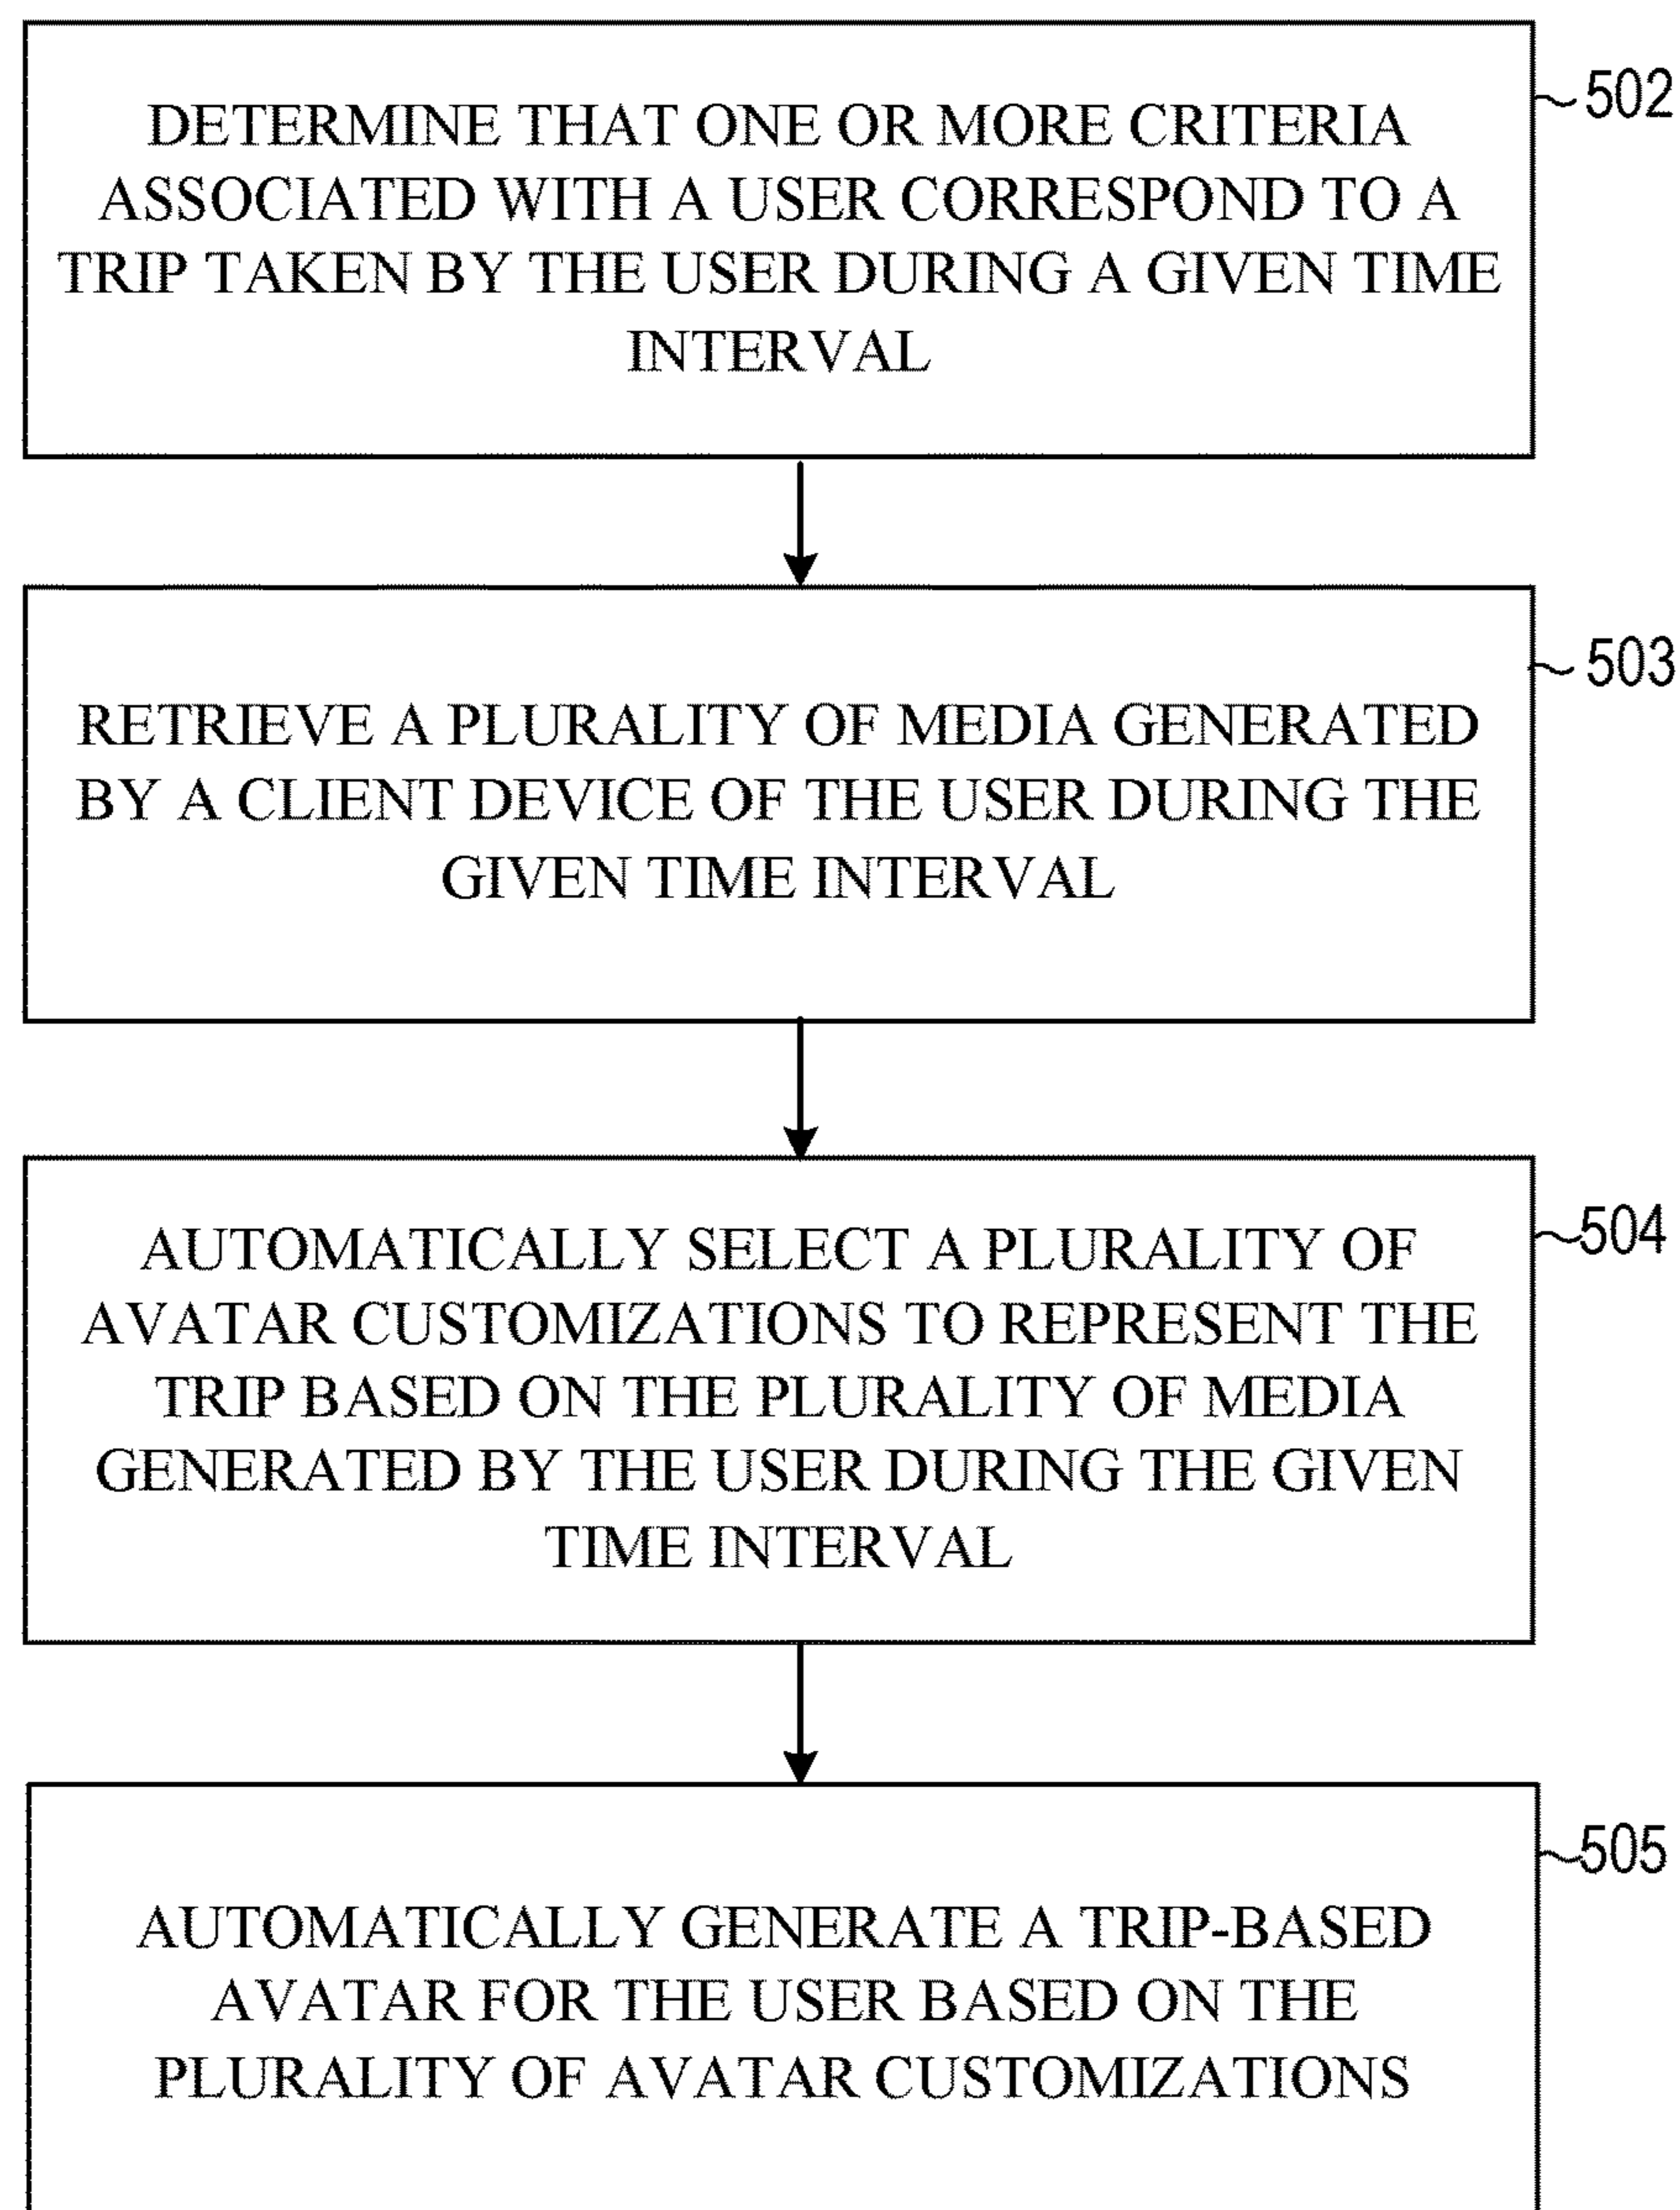 DETERMINE THAT ONE OR MORE CRITERIA
ASSOCIATED WITH A USER CORRESPOND TO A
TRIP TAKEN BY THE USER DURING A GIVEN TIME
INTERVAL
502
RETRIEVE A PLURALITY OF MEDIA GENERATED
BY A CLIENT DEVICE OF THE USER DURING THE
GIVEN TIME INTERVAL
503
AUTOMATICALLY SELECT A PLURALITY OF
AVATAR CUSTOMIZATIONS TO REPRESENT THE
TRIP BASED ON THE PLURALITY OF MEDIA
GENERATED BY THE USER DURING THE GIVEN
TIME INTERVAL
504
AUTOMATICALLY GENERATE A TRIP-BASED
AVATAR FOR THE USER BASED ON THE
PLURALITY OF AVATAR CUSTOMIZATIONS
505